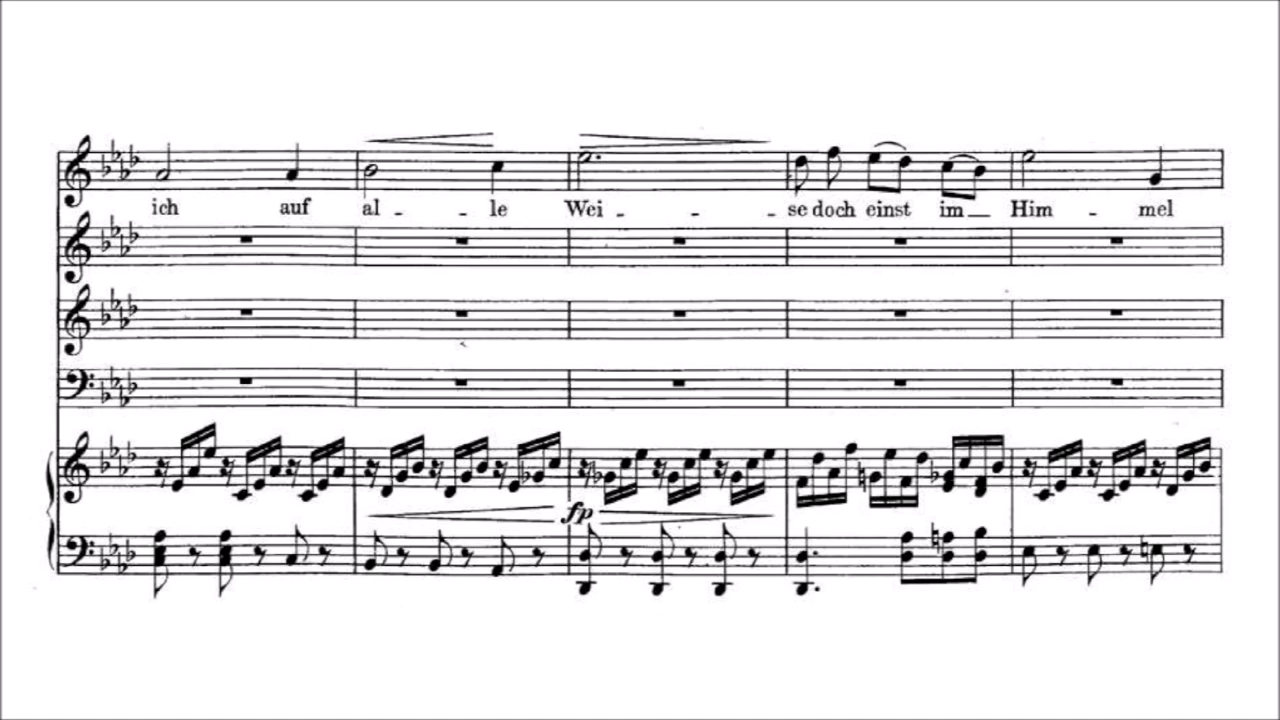 ich auf al - le Wei - - - se doch einst im Him - mel
fp